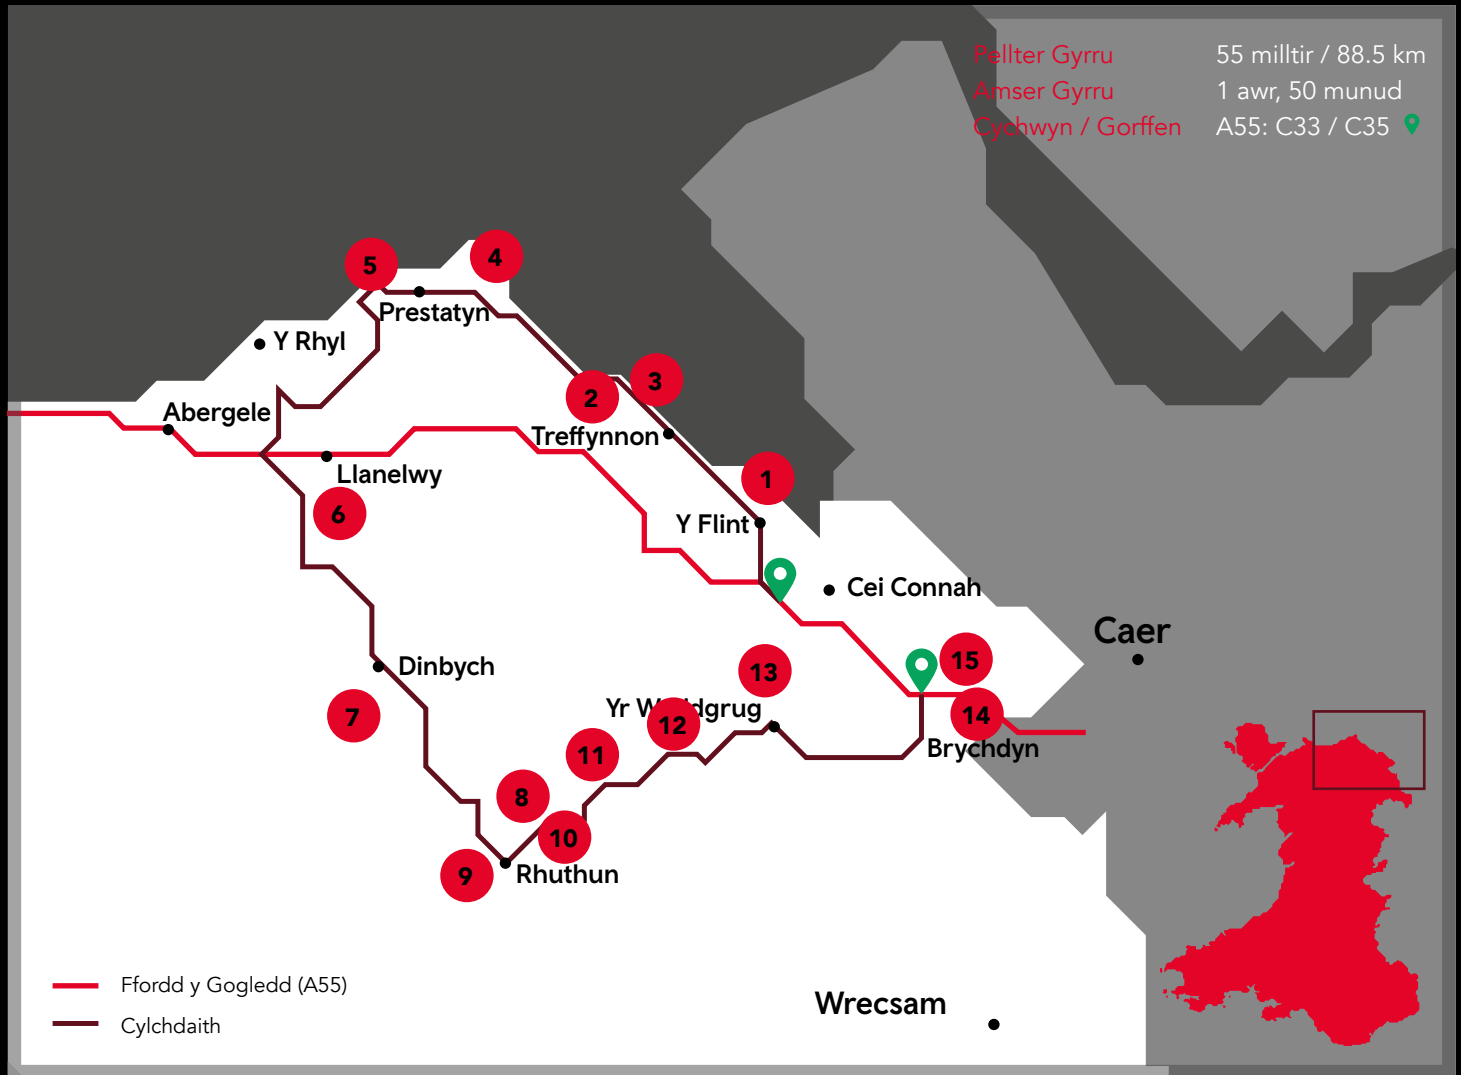 Pellter Gyrru 55 milltir / 88.5 km
Amser Gyrru 1 awr, 50 munud
Cychwyn / Gorffen A55: C33 / C35
4
5
Prestatyn
Y Rhyl
3
2
Abergele
Treffynnon
Llanelwy
1
6
Y Flint
Cei Connah
Caer
15
Dinbych
13
Yr Wyddgrug
7
12
14
Brychdyn
11
8
10
9
Rhuthun
Ffordd y Gogledd (A55)
Cylchdaith
Wrecsam